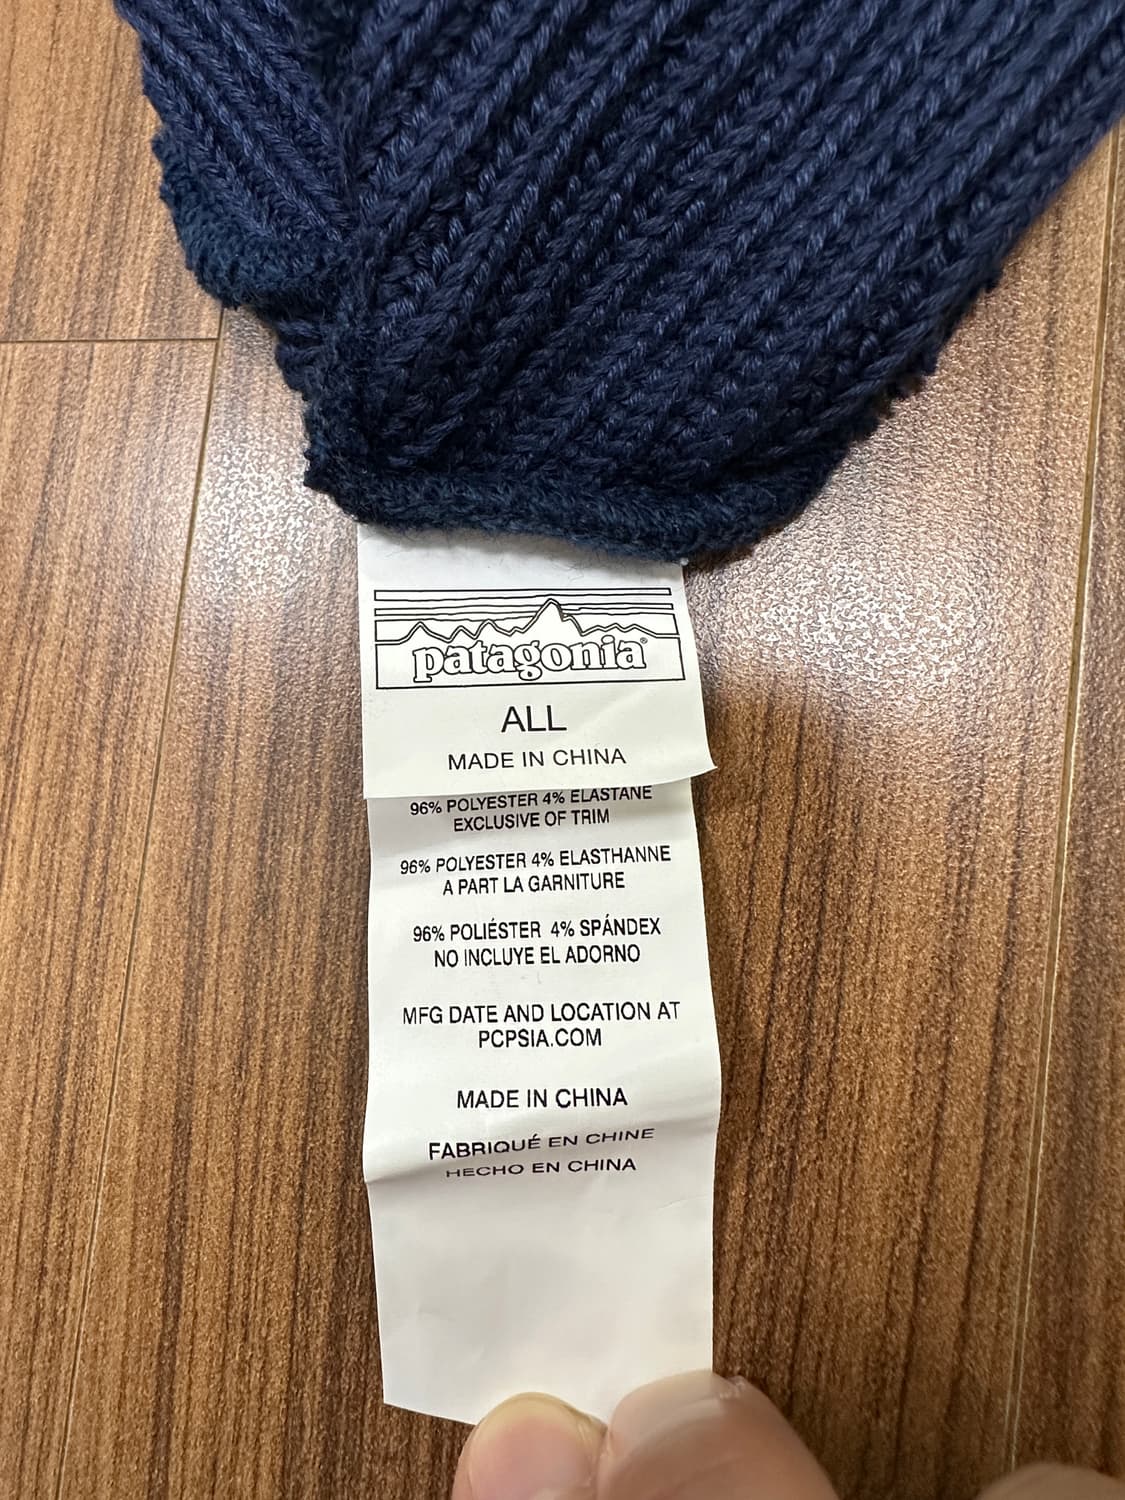 patagonia®
ALL
MADE IN CHINA
96% POLYESTER 4% ELASTANE
EXCLUSIVE OF TRIM
96% POLYESTER 4% ELASTHANNE
A PART LA GARNITURE
96% POLIÉSTER 4% SPÁNDEX
NO INCLUYE EL ADORNO
MFG DATE AND LOCATION AT
PCPSIA.COM
MADE IN CHINA
FABRIQUÉ EN CHINE
HECHO EN CHINA